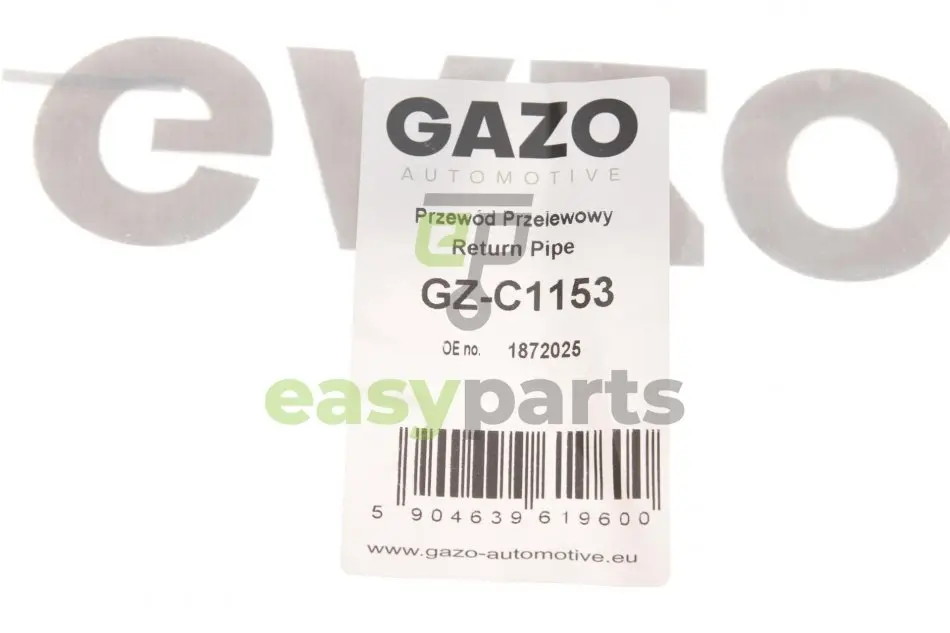 evzo
GAZO
AUTOMOTIVE
Przewód Przelewowy
Return Pipe
GZ-C1153
OE no. 1872025
easyparts
5 904639 619600
www.gazo-automotive.eu